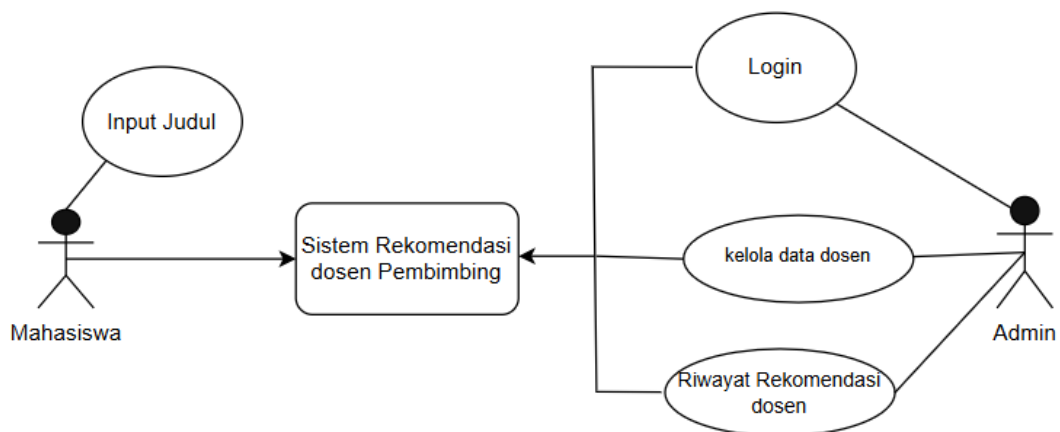 Login
Input Judul
Sistem Rekomendasi
dosen Pembimbing
kelola data dosen
Mahasiswa
Admin
Riwayat Rekomendasi
dosen